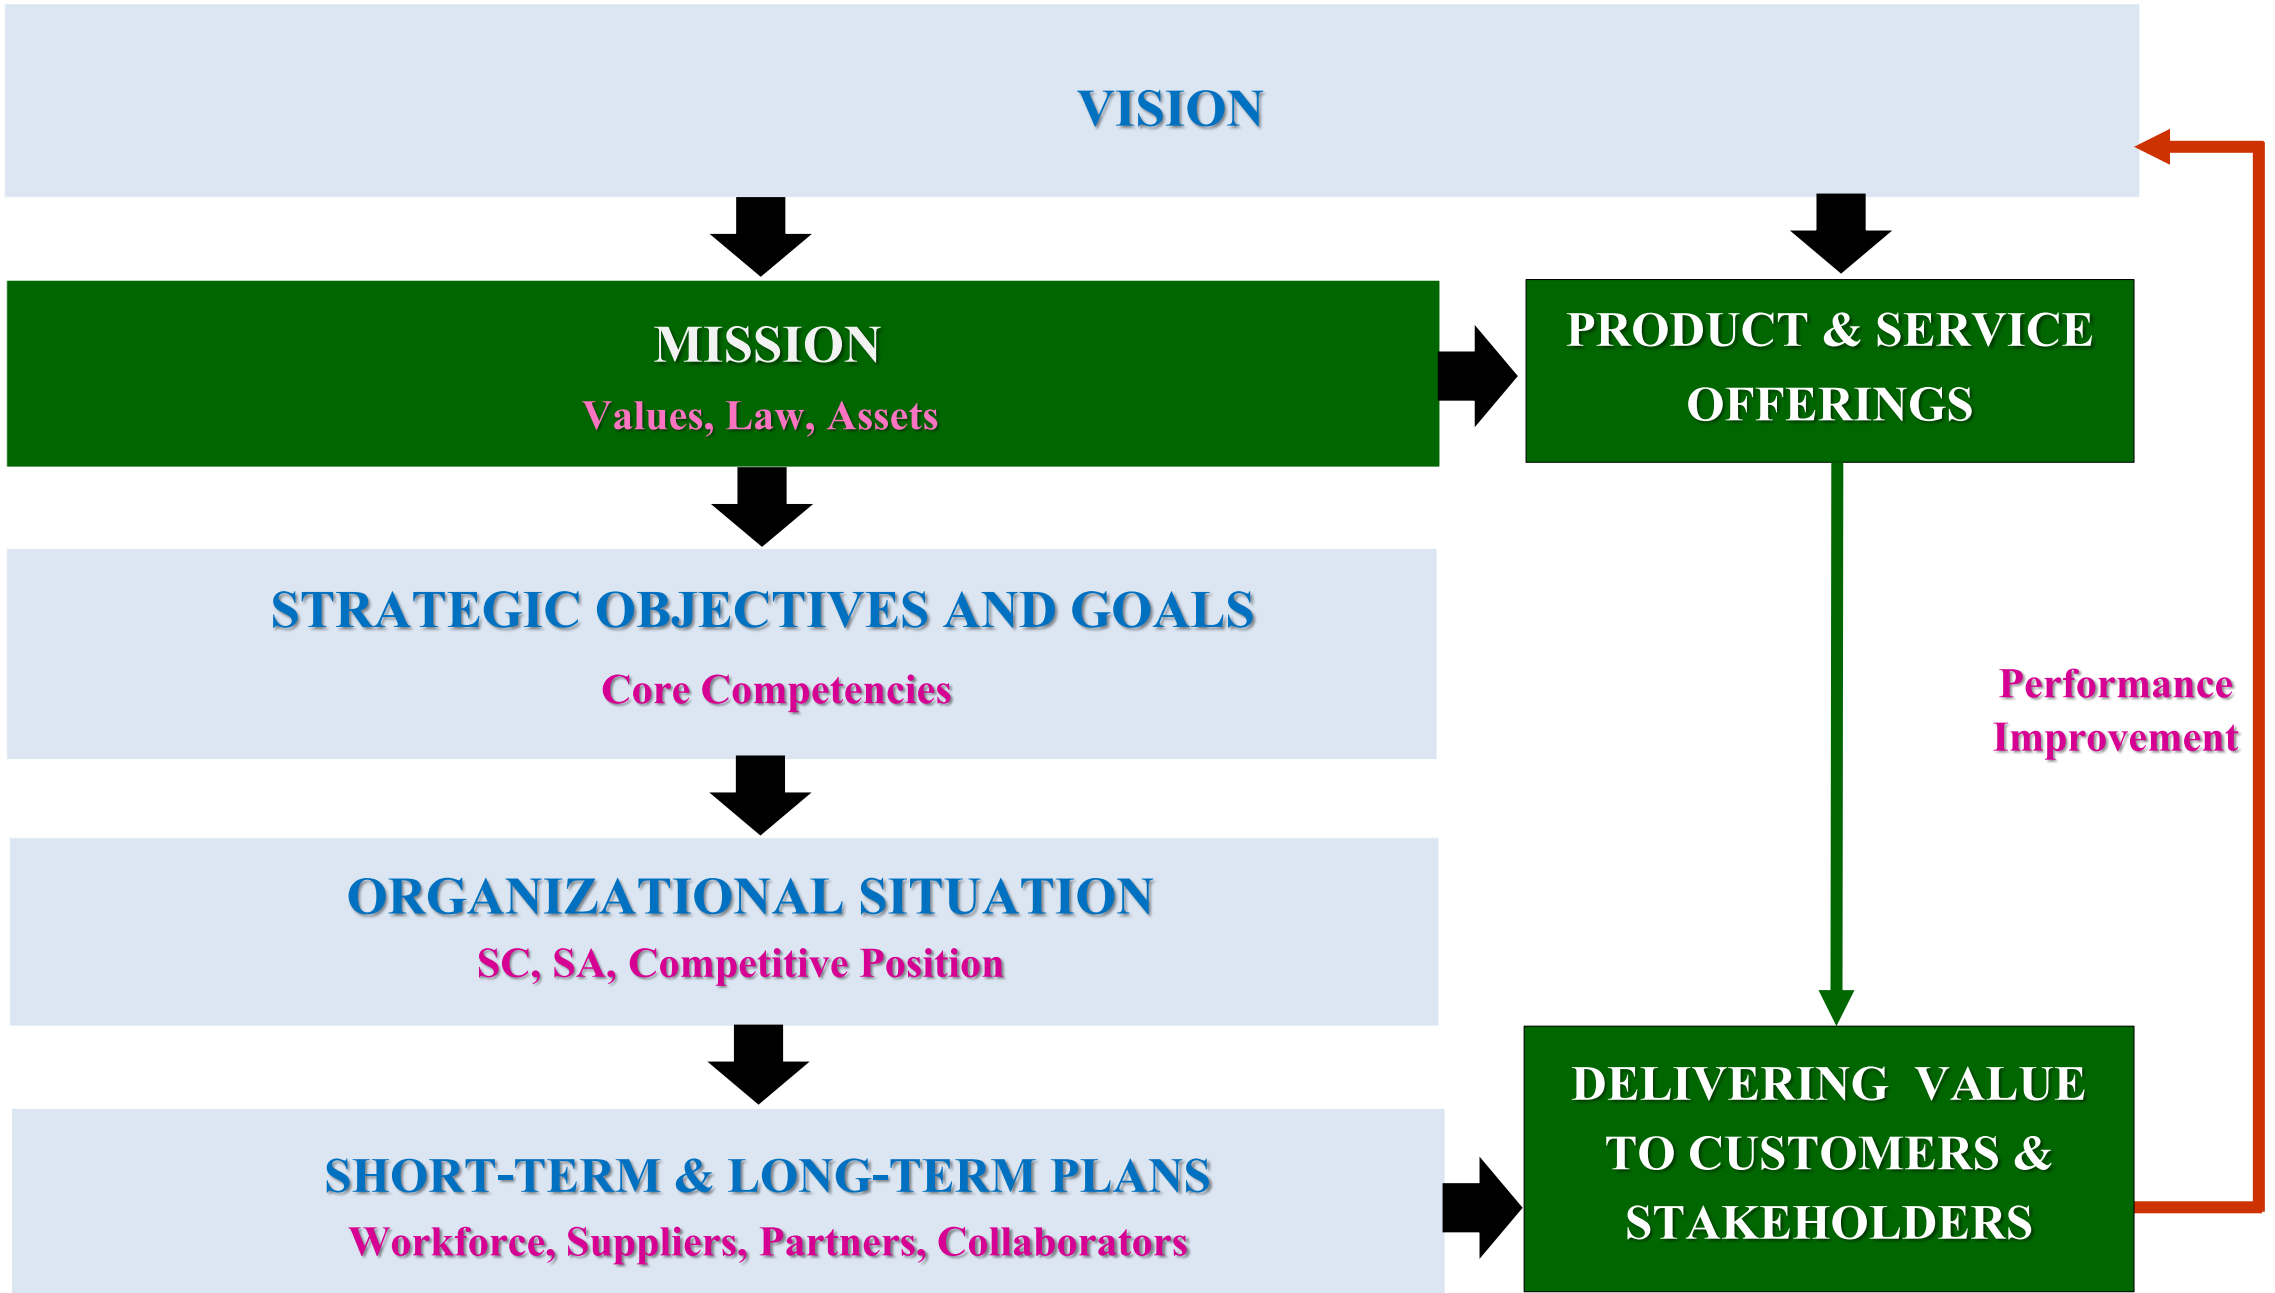 VISION
MISSION
Values, Law, Assets
PRODUCT & SERVICE
OFFERINGS
STRATEGIC OBJECTIVES AND GOALS
Core Competencies
Performance
Improvement
ORGANIZATIONAL SITUATION
SC, SA, Competitive Position
SHORT-TERM & LONG-TERM PLANS
Workforce, Suppliers, Partners, Collaborators
DELIVERING VALUE
TO CUSTOMERS &
STAKEHOLDERS